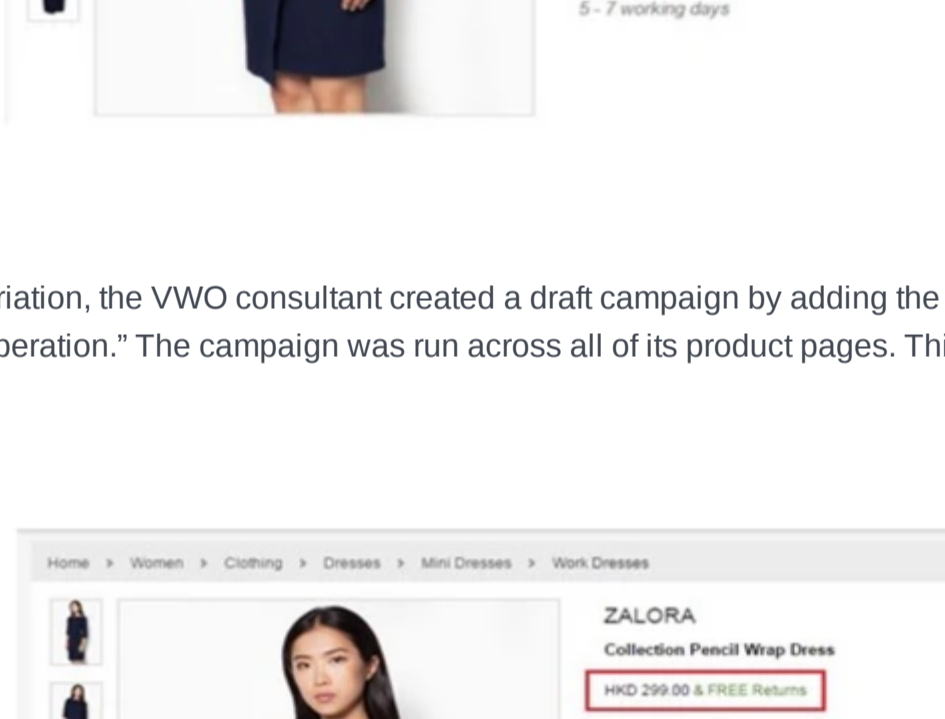 5 - 7 working days
riation, the VWO consultant created a draft campaign by adding the
peration.” The campaign was run across all of its product pages. Thi
Home > Women > Clothing > Dresses > Mini Dresses > Work Dresses
ZALORA
Collection Pencil Wrap Dress
HKD 299.00 & FREE Returns